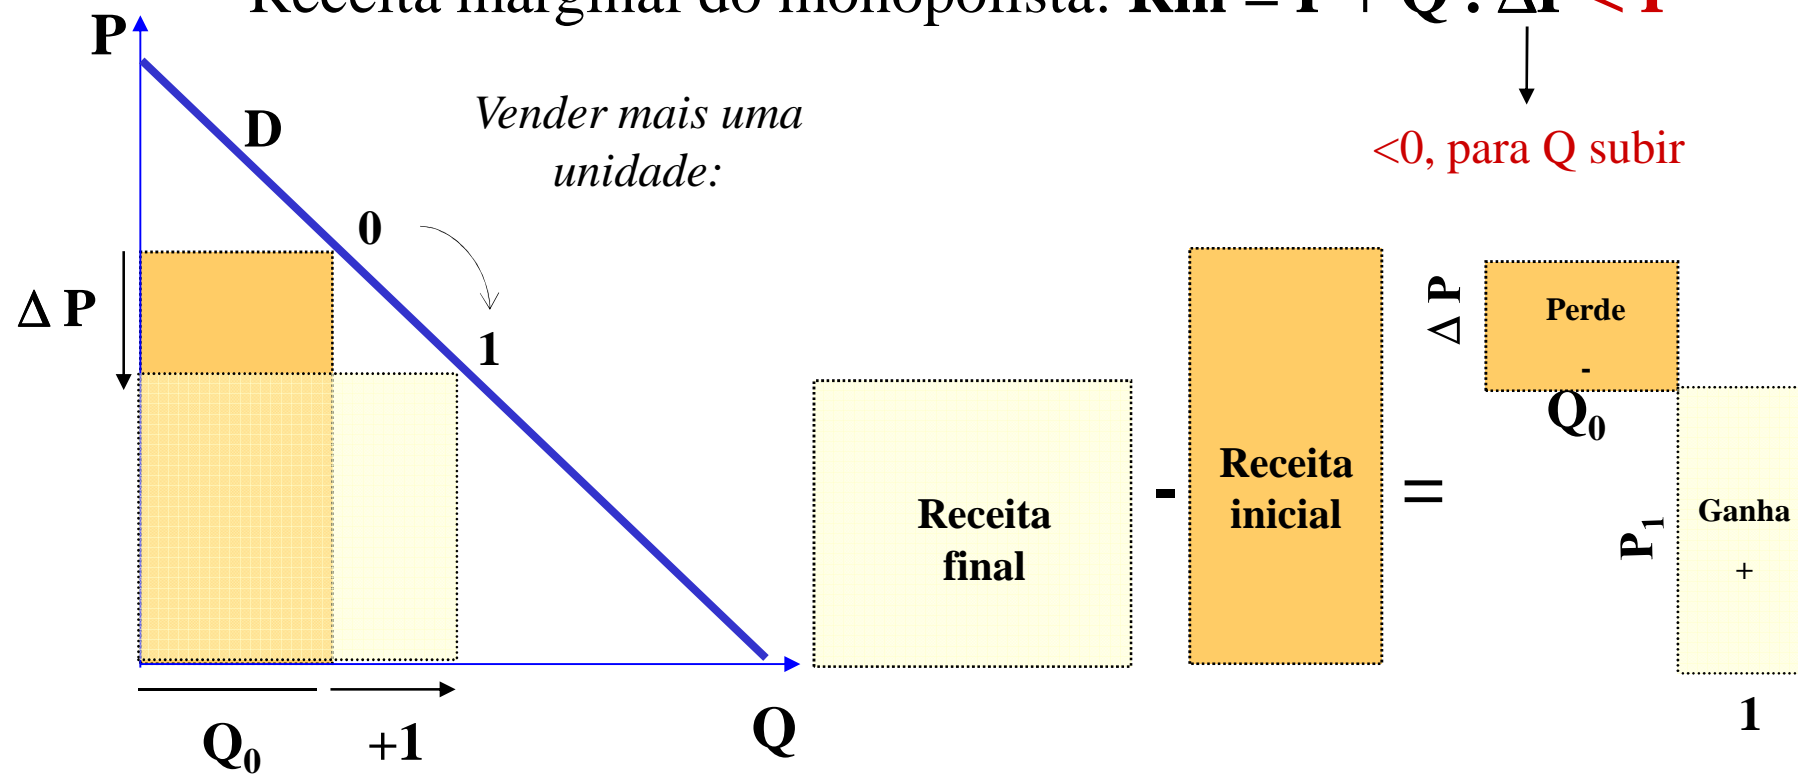 Receita marginal do monopolista: Rm = P + Q . ΔP < P
P
D
Vender mais uma
unidade:
<0, para Q subir
0
1
Δ P
Δ P
Perde
-
Q0
Receita
final
-
Receita
inicial
=
P1
Ganha
+
1
Q0
+1
Q